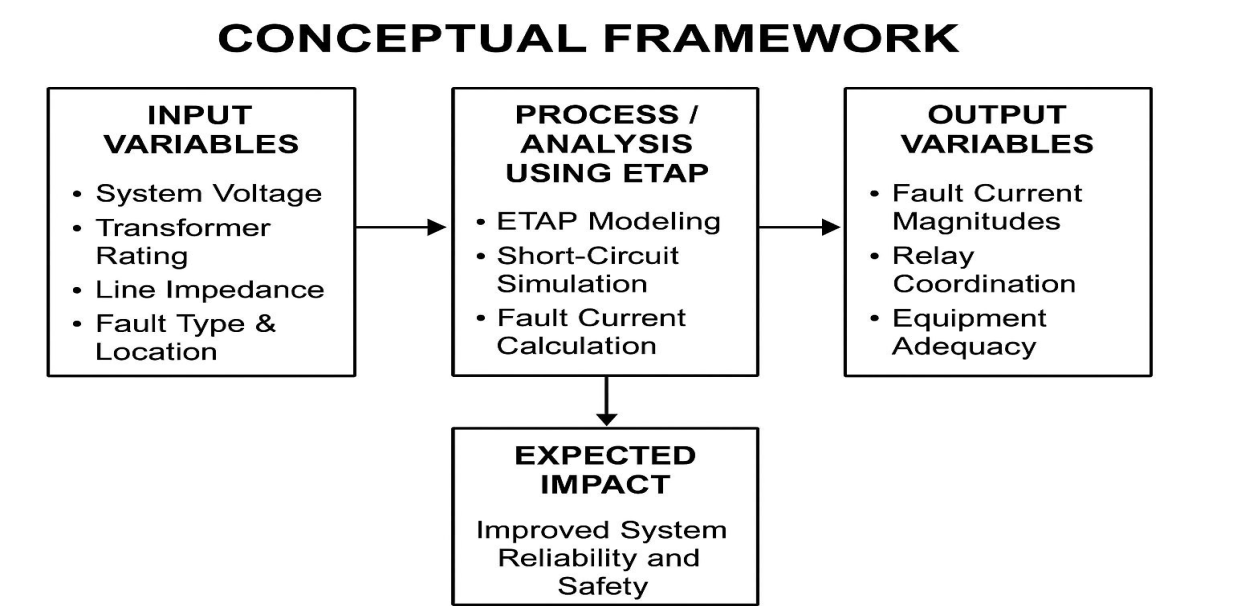 CONCEPTUAL FRAMEWORK
INPUT
VARIABLES
• System Voltage
• Transformer
Rating
• Line Impedance
• Fault Type &
Location
PROCESS /
ANALYSIS
USING ETAP
• ETAP Modeling
• Short-Circuit
Simulation
• Fault Current
Calculation
OUTPUT
VARIABLES
• Fault Current
Magnitudes
• Relay
Coordination
• Equipment
Adequacy
EXPECTED
IMPACT
Improved System
Reliability and
Safety